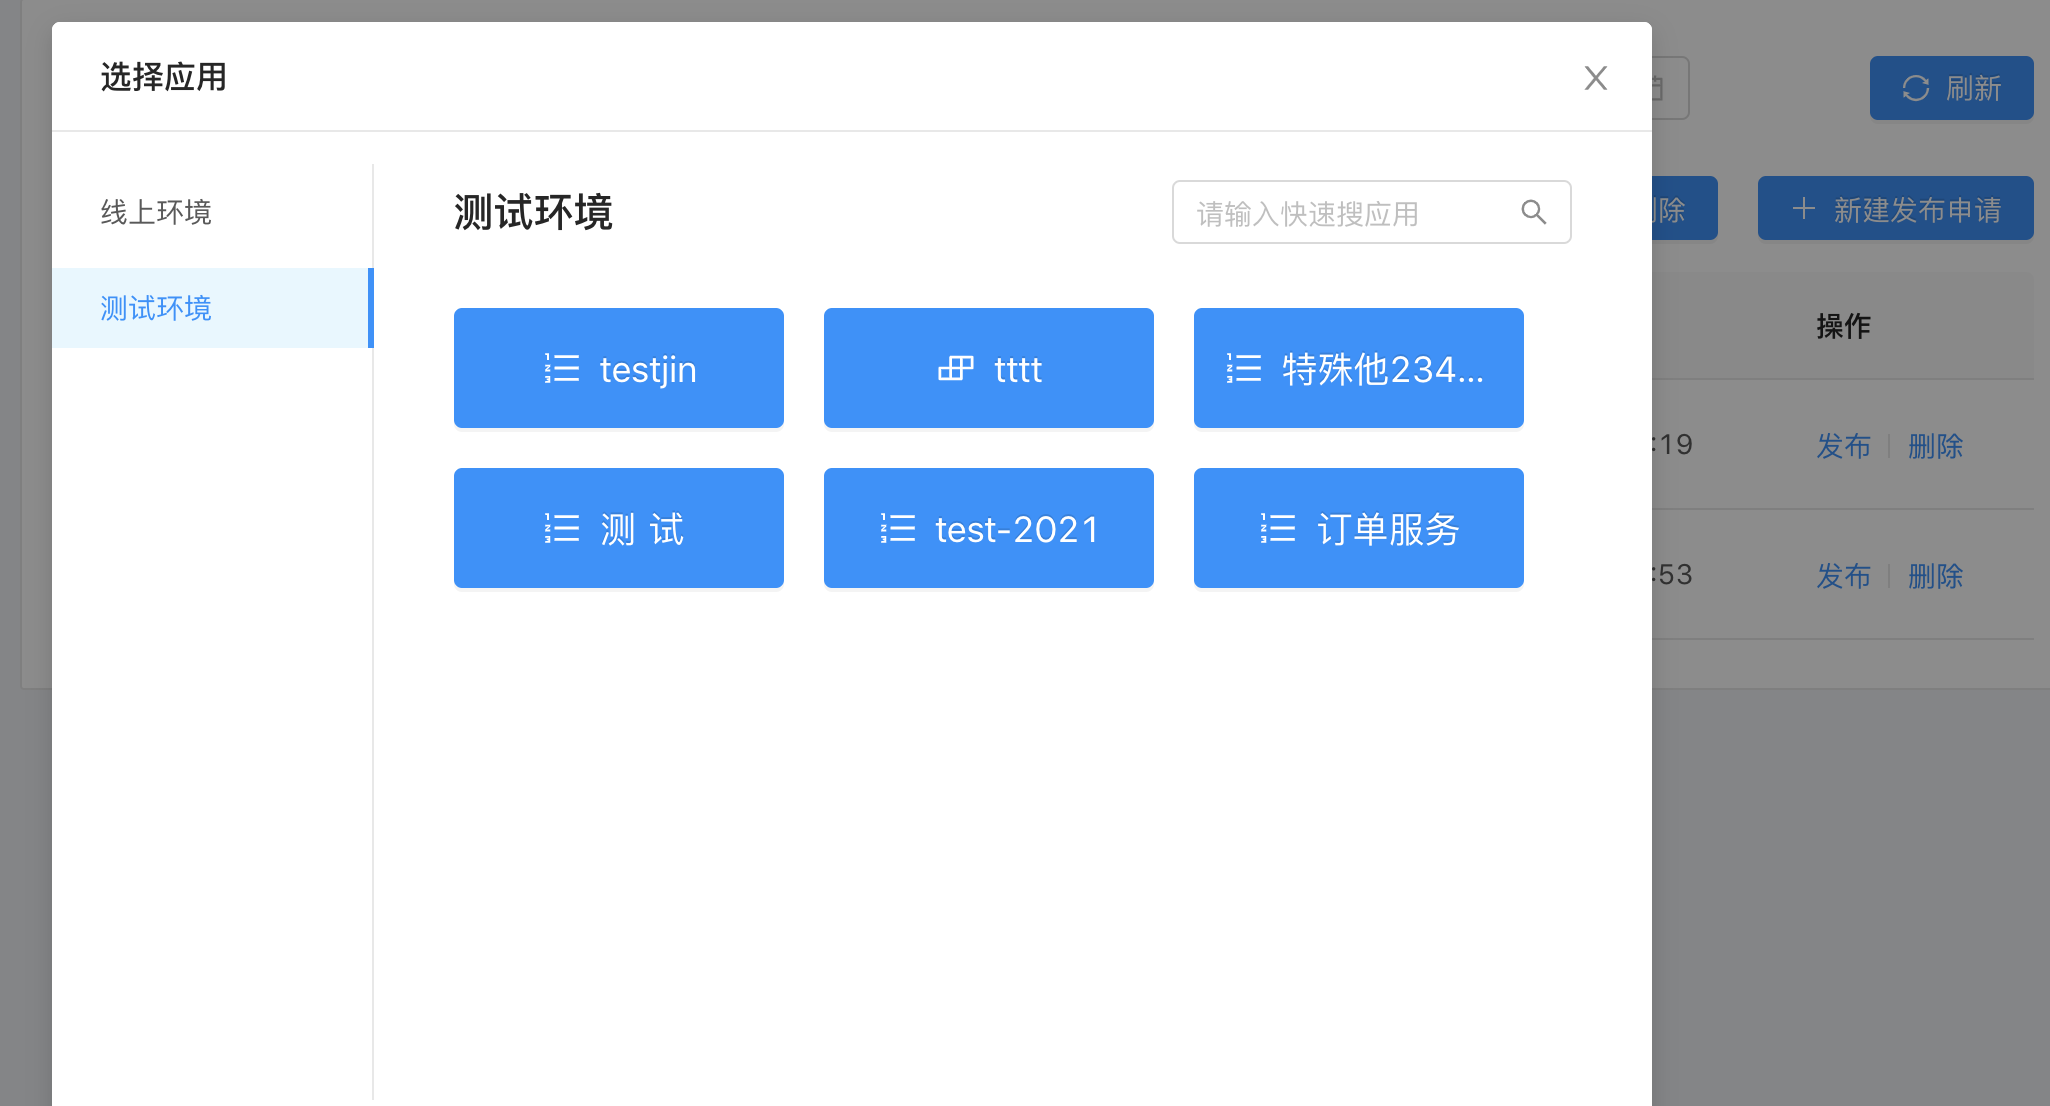 选择应用
刷新
线上环境
测试环境
测试环境
请输入快速搜应用
除
新建发布申请
testjin
tttt
特殊他234...
测 试
test-2021
订单服务
操作
:19
发布
删除
:53
发布
删除